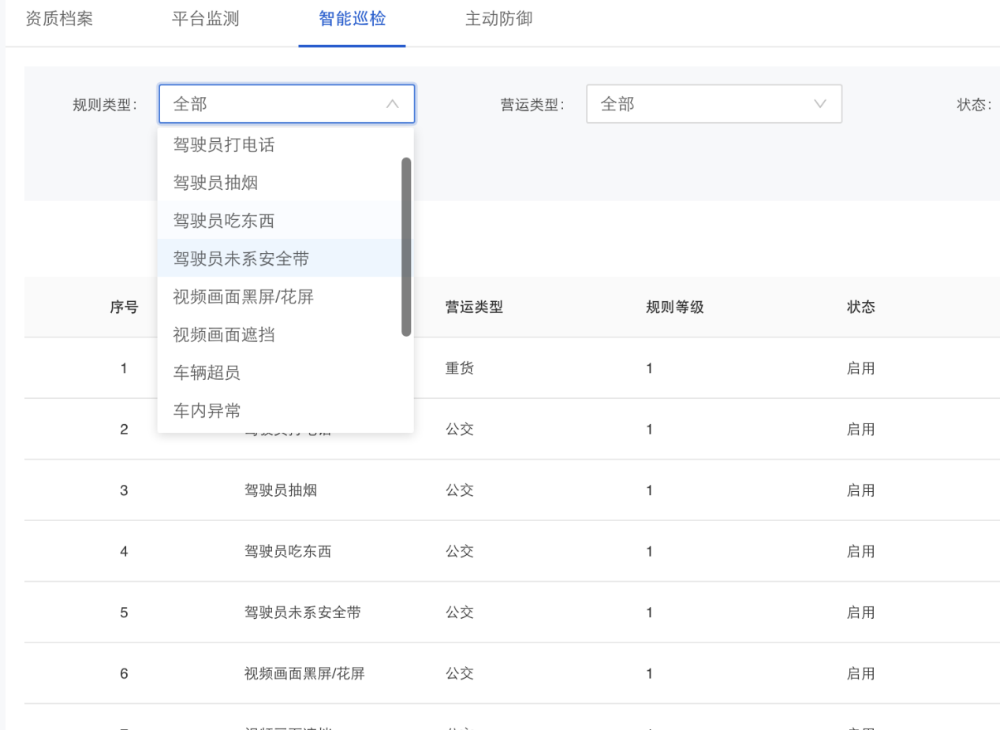 资质档案 平台监测 智能巡检 主动防御
规则类型: 全部 营运类型: 全部 状态:
驾驶员打电话
驾驶员抽烟
驾驶员吃东西
驾驶员未系安全带
视频画面黑屏/花屏
视频画面遮挡
车辆超员
车内异常
序号 营运类型 规则等级 状态
1 重货 1 启用
2 公交 1 启用
3 驾驶员抽烟 公交 1 启用
4 驾驶员吃东西 公交 1 启用
5 驾驶员未系安全带 公交 1 启用
6 视频画面黑屏/花屏 公交 1 启用